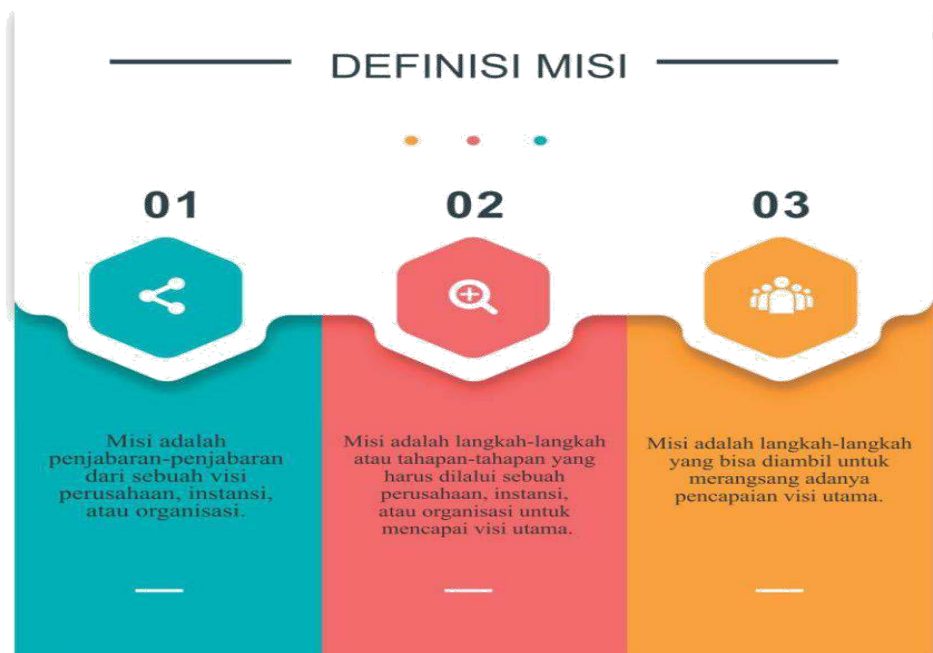 DEFINISI MISI
01
Misi adalah
penjabaran-penjabaran
dari sebuah visi
perusahaan, instansi,
atau organisasi.
02
Misi adalah langkah-langkah
atau tahapan-tahapan yang
harus dilalui sebuah
perusahaan, instansi,
atau organisasi untuk
mencapai visi utama.
03
Misi adalah langkah-langkah
yang bisa diambil untuk
merangsang adanya
pencapaian visi utama.